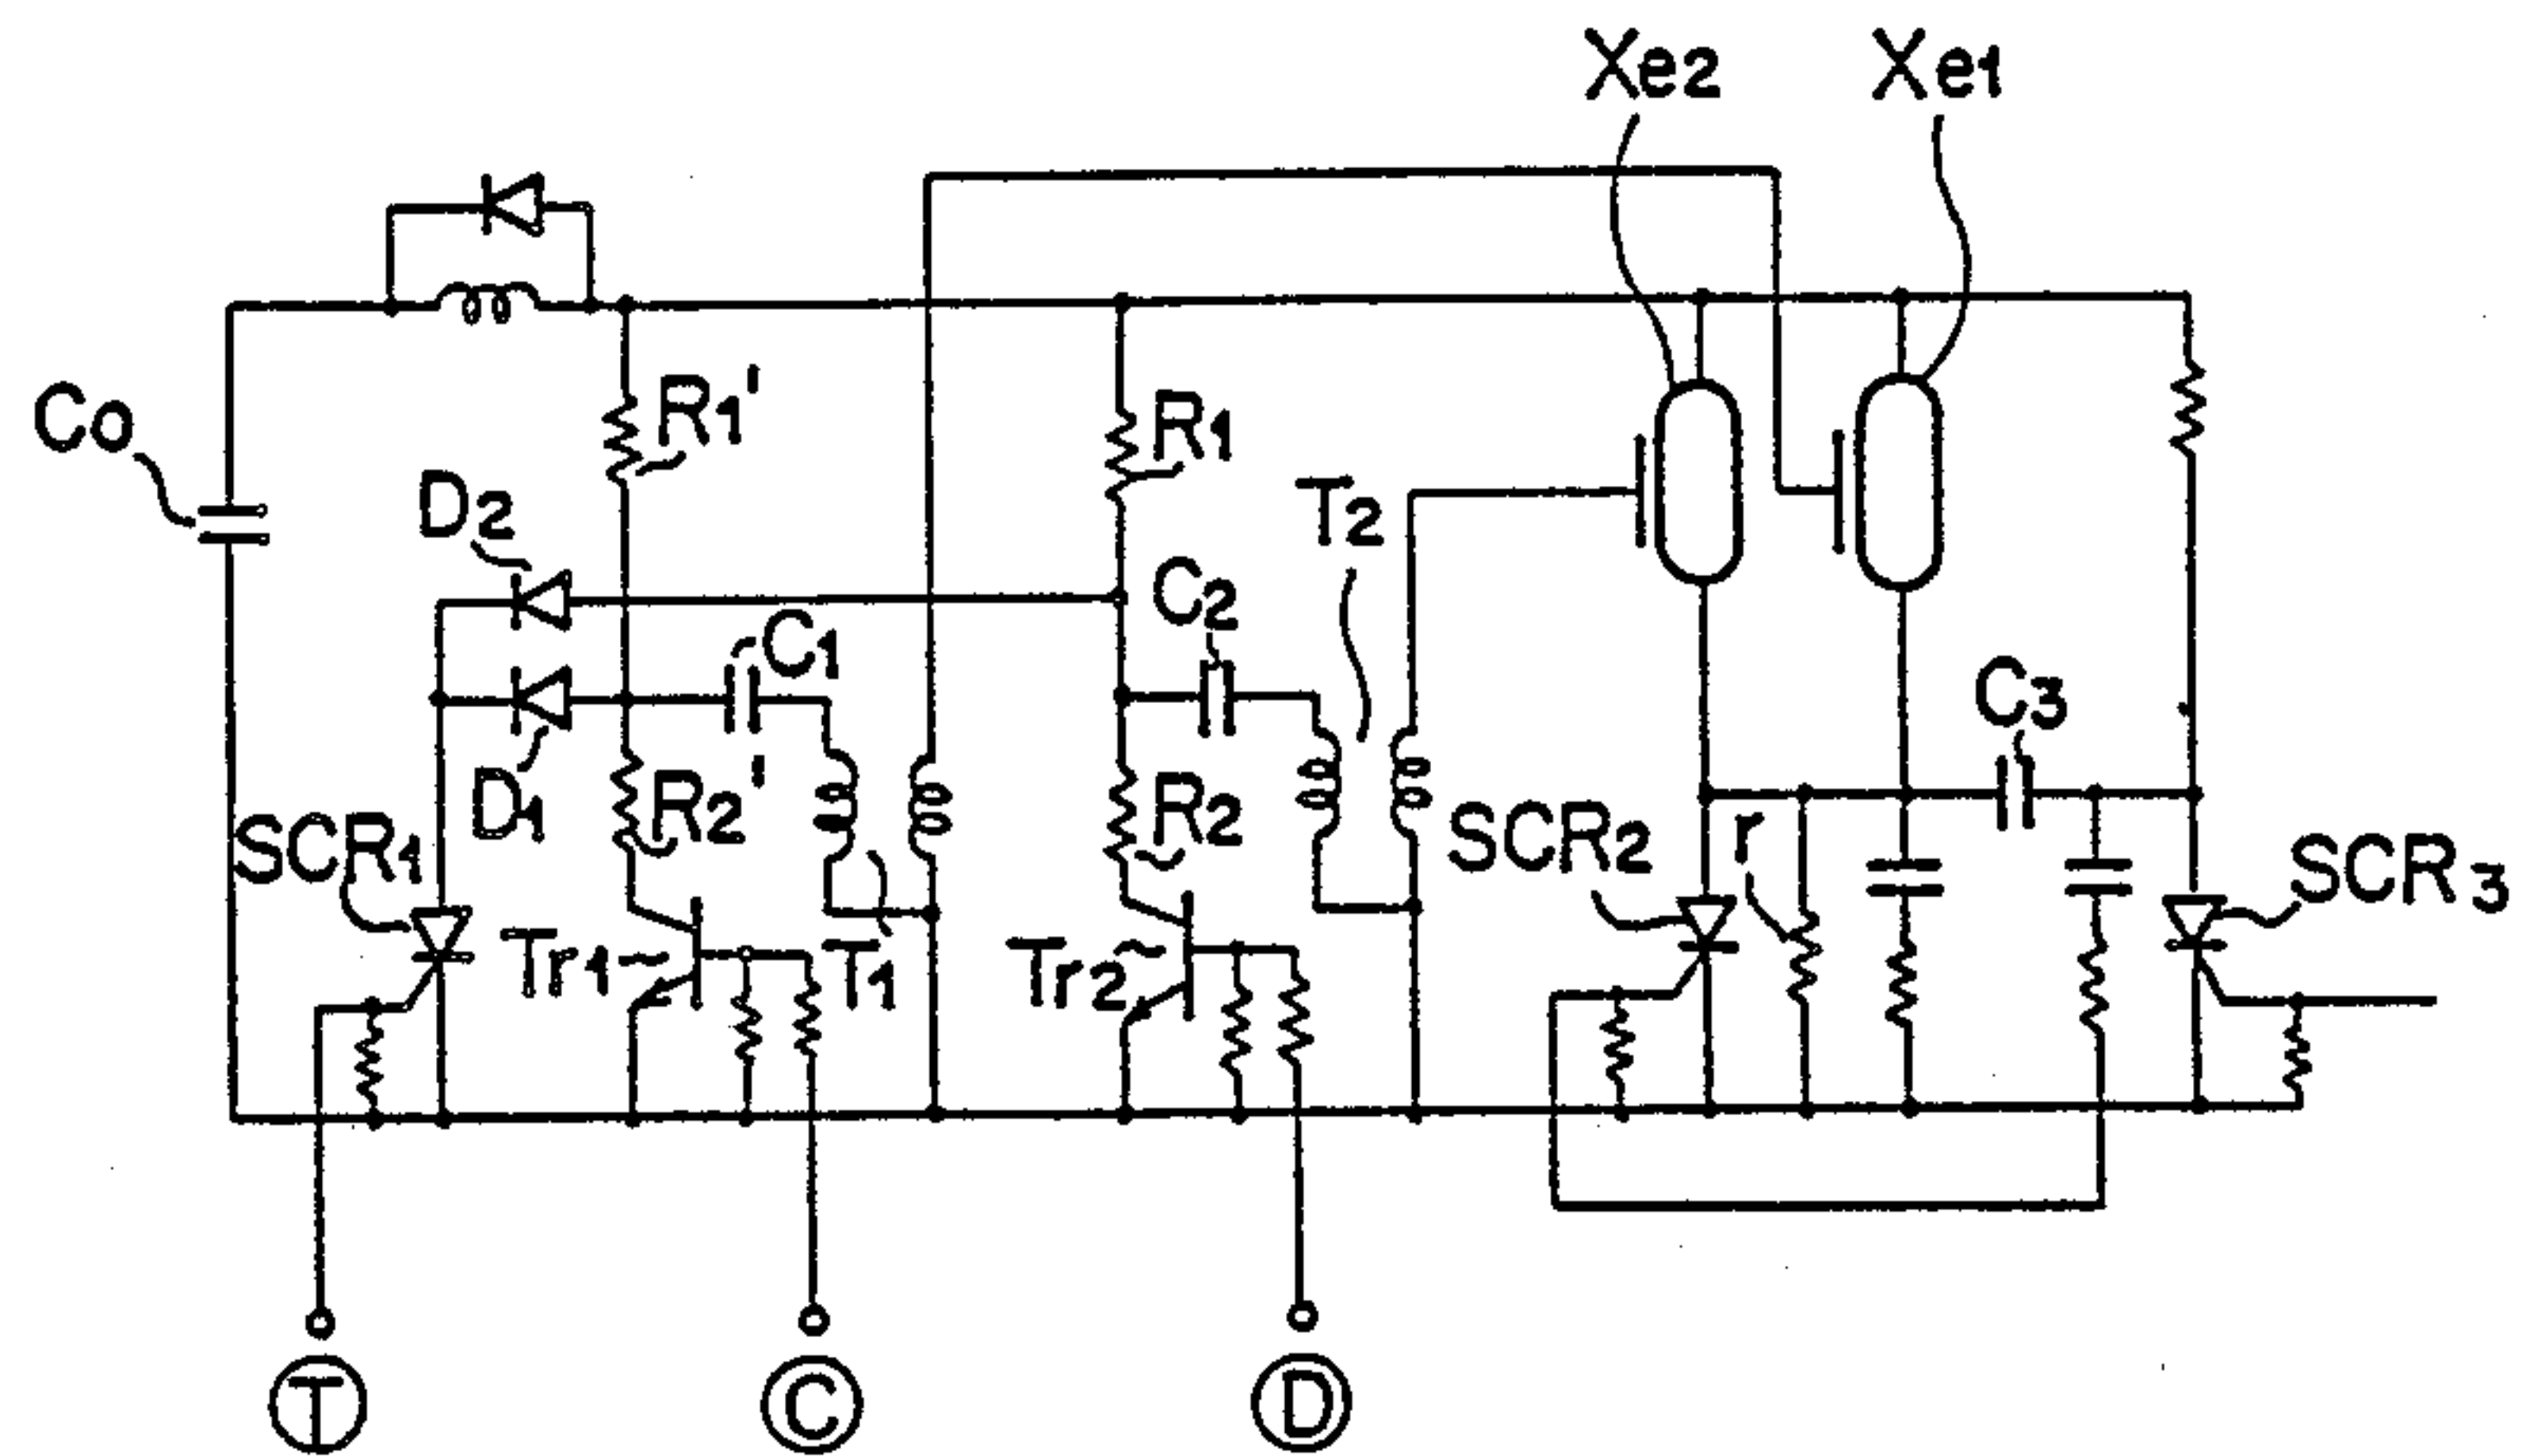 Xe2 Xe1
Co
R1'
R1
D2
T2
C1
C2
C3
D1
R2'
R2
SCR1
SCR2
r
SCR3
Tr1
T1
Tr2
T
C
D